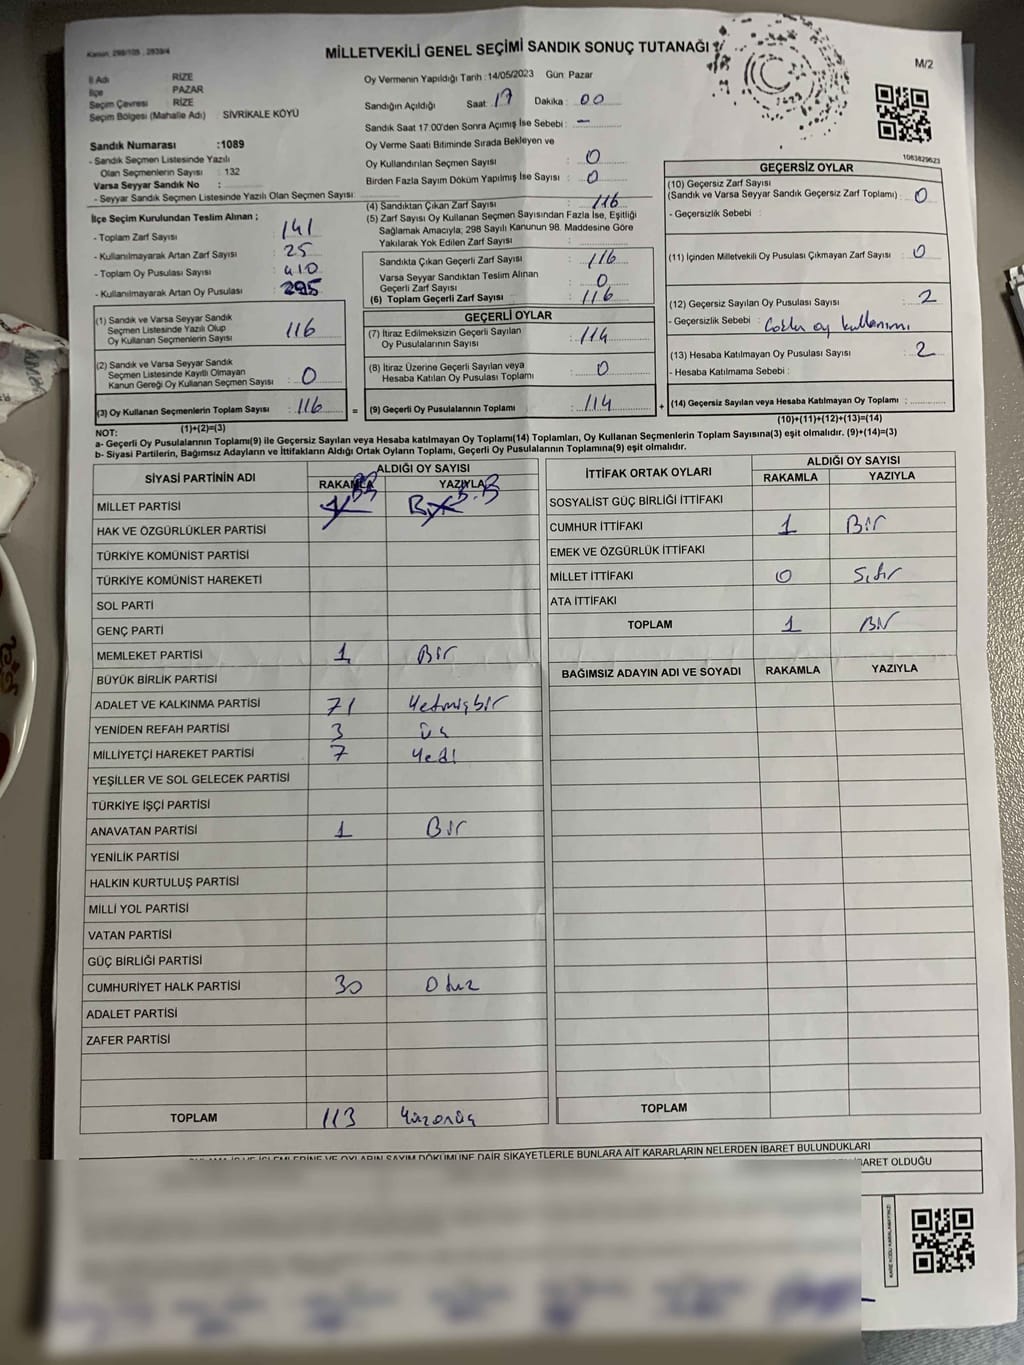 Kanun: 298/105 , 2839/4
MİLLETVEKİLİ GENEL SEÇİMİ SANDIK SONUÇ TUTANAĞI
M/2
İl Adı RİZE
İlçe PAZAR
Seçim Çevresi RİZE
Seçim Bölgesi (Mahalle Adı) SİVRİKALE KÖYÜ
Oy Vermenin Yapıldığı Tarih :14/05/2023 Gün: Pazar
Sandığın Açıldığı Saat: 17 Dakika : 00
Sandık Saat 17:00'den Sonra Açımış İse Sebebi : —
Oy Verme Saati Bitiminde Sırada Bekleyen ve
Oy Kullandırılan Seçmen Sayısı : 0
Birden Fazla Sayım Döküm Yapılmış İse Sayısı : 0
Sandık Numarası :1089
- Sandık Seçmen Listesinde Yazılı
Olan Seçmenlerin Sayısı : 132
Varsa Seyyar Sandık No :
- Seyyar Sandık Seçmen Listesinde Yazılı Olan Seçmen Sayısı:
İlçe Seçim Kurulundan Teslim Alınan ;
- Toplam Zarf Sayısı : 141
- Kullanılmayarak Artan Zarf Sayısı : 25
- Toplam Oy Pusulası Sayısı : 410
- Kullanılmayarak Artan Oy Pusulası : 295
(1) Sandık ve Varsa Seyyar Sandık
Seçmen Listesinde Yazılı Olup
Oy Kullanan Seçmenlerin Sayısı : 116
(2) Sandık ve Varsa Seyyar Sandık
Seçmen Listesinde Kayıtlı Olmayan
Kanun Gereği Oy Kullanan Seçmen Sayısı : 0
(3) Oy Kullanan Seçmenlerin Toplam Sayısı : 116 =
(1)+(2)=(3)
(4) Sandıktan Çıkan Zarf Sayısı : 116
(5) Zarf Sayısı Oy Kullanan Seçmen Sayısından Fazla İse, Eşitliği
Sağlamak Amacıyla, 298 Sayılı Kanunun 98. Maddesine Göre
Yakılarak Yok Edilen Zarf Sayısı :
Sandıkta Çıkan Geçerli Zarf Sayısı : 116
Varsa Seyyar Sandıktan Teslim Alınan
Geçerli Zarf Sayısı : 0
(6) Toplam Geçerli Zarf Sayısı : 116
GEÇERLİ OYLAR
(7) İtiraz Edilmeksizin Geçerli Sayılan
Oy Pusulalarının Sayısı : 114
(8) İtiraz Üzerine Geçerli Sayılan veya
Hesaba Katılan Oy Pusulası Toplamı : 0
(9) Geçerli Oy Pusulalarının Toplamı : 114 +
1083829623
GEÇERSİZ OYLAR
(10) Geçersiz Zarf Sayısı
(Sandık ve Varsa Seyyar Sandık Geçersiz Zarf Toplamı) : 0
- Geçersizlik Sebebi :
(11) İçinden Milletvekili Oy Pusulası Çıkmayan Zarf Sayısı : 0
(12) Geçersiz Sayılan Oy Pusulası Sayısı : 2
- Geçersizlik Sebebi : Çoklu oy kullanımı
(13) Hesaba Katılmayan Oy Pusulası Sayısı : 2
- Hesaba Katılmama Sebebi :
(14) Geçersiz Sayılan veya Hesaba Katılmayan Oy Toplamı :
(10)+(11)+(12)+(13)=(14)
NOT:
a- Geçerli Oy Pusulalarının Toplamı(9) ile Geçersiz Sayılan veya Hesaba katılmayan Oy Toplamı(14) Toplamları, Oy Kullanan Seçmenlerin Toplam Sayısına(3) eşit olmalıdır. (9)+(14)=(3)
b- Siyasi Partilerin, Bağımsız Adayların ve İttifakların Aldığı Ortak Oyların Toplamı, Geçerli Oy Pusulalarının Toplamına(9) eşit olmalıdır.
SİYASİ PARTİNİN ADI ALDIĞI OY SAYISI
RAKAMLA YAZIYLA
MİLLET PARTİSİ
HAK VE ÖZGÜRLÜKLER PARTİSİ
TÜRKİYE KOMÜNİST PARTİSİ
TÜRKİYE KOMÜNİST HAREKETİ
SOL PARTİ
GENÇ PARTİ
MEMLEKET PARTİSİ 1 Bir
BÜYÜK BİRLİK PARTİSİ
ADALET VE KALKINMA PARTİSİ 71 Yetmişbir
YENİDEN REFAH PARTİSİ 3 Üç
MİLLİYETÇİ HAREKET PARTİSİ 7 Yedi
YEŞİLLER VE SOL GELECEK PARTİSİ
TÜRKİYE İŞÇİ PARTİSİ
ANAVATAN PARTİSİ 1 Bir
YENİLİK PARTİSİ
HALKIN KURTULUŞ PARTİSİ
MİLLİ YOL PARTİSİ
VATAN PARTİSİ
GÜÇ BİRLİĞİ PARTİSİ
CUMHURİYET HALK PARTİSİ 30 Otuz
ADALET PARTİSİ
ZAFER PARTİSİ
TOPLAM 113 Yüzonüç
İTTİFAK ORTAK OYLARI ALDIĞI OY SAYISI
RAKAMLA YAZIYLA
SOSYALİST GÜÇ BİRLİĞİ İTTİFAKI
CUMHUR İTTİFAKI 1 Bir
EMEK VE ÖZGÜRLÜK İTTİFAKI
MİLLET İTTİFAKI 0 Sıfır
ATA İTTİFAKI
TOPLAM 1 Bir
BAĞIMSIZ ADAYIN ADI VE SOYADI RAKAMLA YAZIYLA
TOPLAM
OYLARIN SAYIM DÖKÜMÜNE DAİR ŞİKAYETLERLE BUNLARA AİT KARARLARIN NELERDEN İBARET BULUNDUKLARI
İBARET OLDUĞU